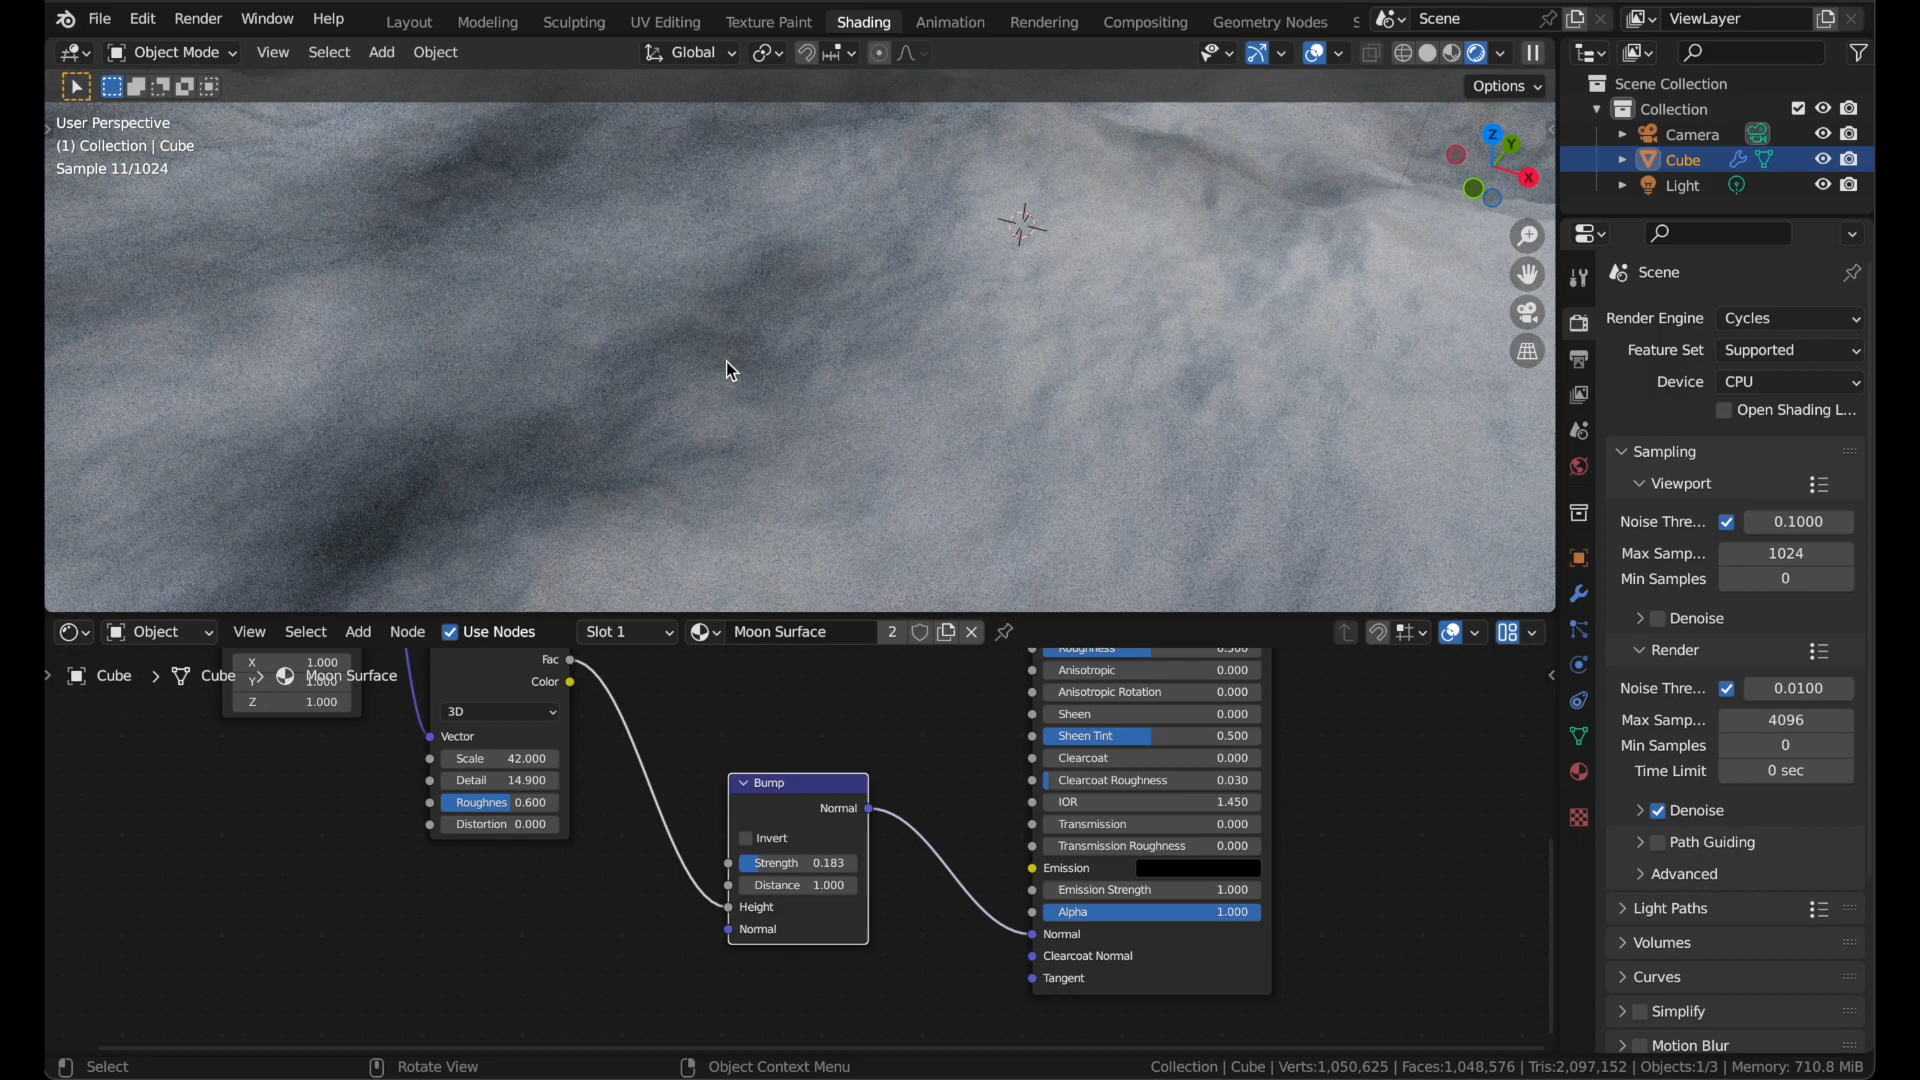 File Edit Render Window Help Layout Modeling Sculpting UV Editing Texture Paint Shading Animation Rendering Compositing Geometry Nodes S Scene ViewLayer
Object Mode View Select Add Object Global
Options
User Perspective
(1) Collection | Cube
Sample 11/1024
Z
Y
X
Scene Collection
Collection
Camera
Cube
Light
Scene
Render Engine Cycles
Feature Set Supported
Device CPU
Open Shading L...
Sampling
Viewport
Noise Thre... 0.1000
Max Samp... 1024
Min Samples 0
Denoise
Render
Noise Thre... 0.0100
Max Samp... 4096
Min Samples 0
Time Limit 0 sec
Denoise
Path Guiding
Advanced
Light Paths
Volumes
Curves
Simplify
Motion Blur
Object View Select Add Node Use Nodes Slot 1 Moon Surface 2
Cube > Cube > Moon Surface
X 1.000
Y 1.000
Z 1.000
Fac
Color
3D
Vector
Scale 42.000
Detail 14.900
Roughnes 0.600
Distortion 0.000
Bump
Normal
Invert
Strength 0.183
Distance 1.000
Height
Normal
Roughness 0.500
Anisotropic 0.000
Anisotropic Rotation 0.000
Sheen 0.000
Sheen Tint 0.500
Clearcoat 0.000
Clearcoat Roughness 0.030
IOR 1.450
Transmission 0.000
Transmission Roughness 0.000
Emission
Emission Strength 1.000
Alpha 1.000
Normal
Clearcoat Normal
Tangent
Select Rotate View Object Context Menu Collection | Cube | Verts:1,050,625 | Faces:1,048,576 | Tris:2,097,152 | Objects:1/3 | Memory: 710.8 MiB